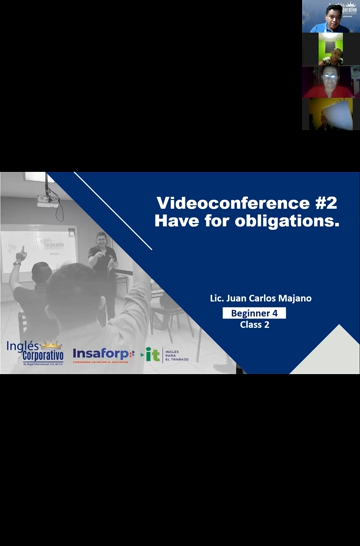 Videoconference #2
Have for obligations.
Lic. Juan Carlos Majano
Beginner 4
Class 2
Inglés
Corporativo
Insaforp
it
INGLÉS
PARA
EL TRABAJO